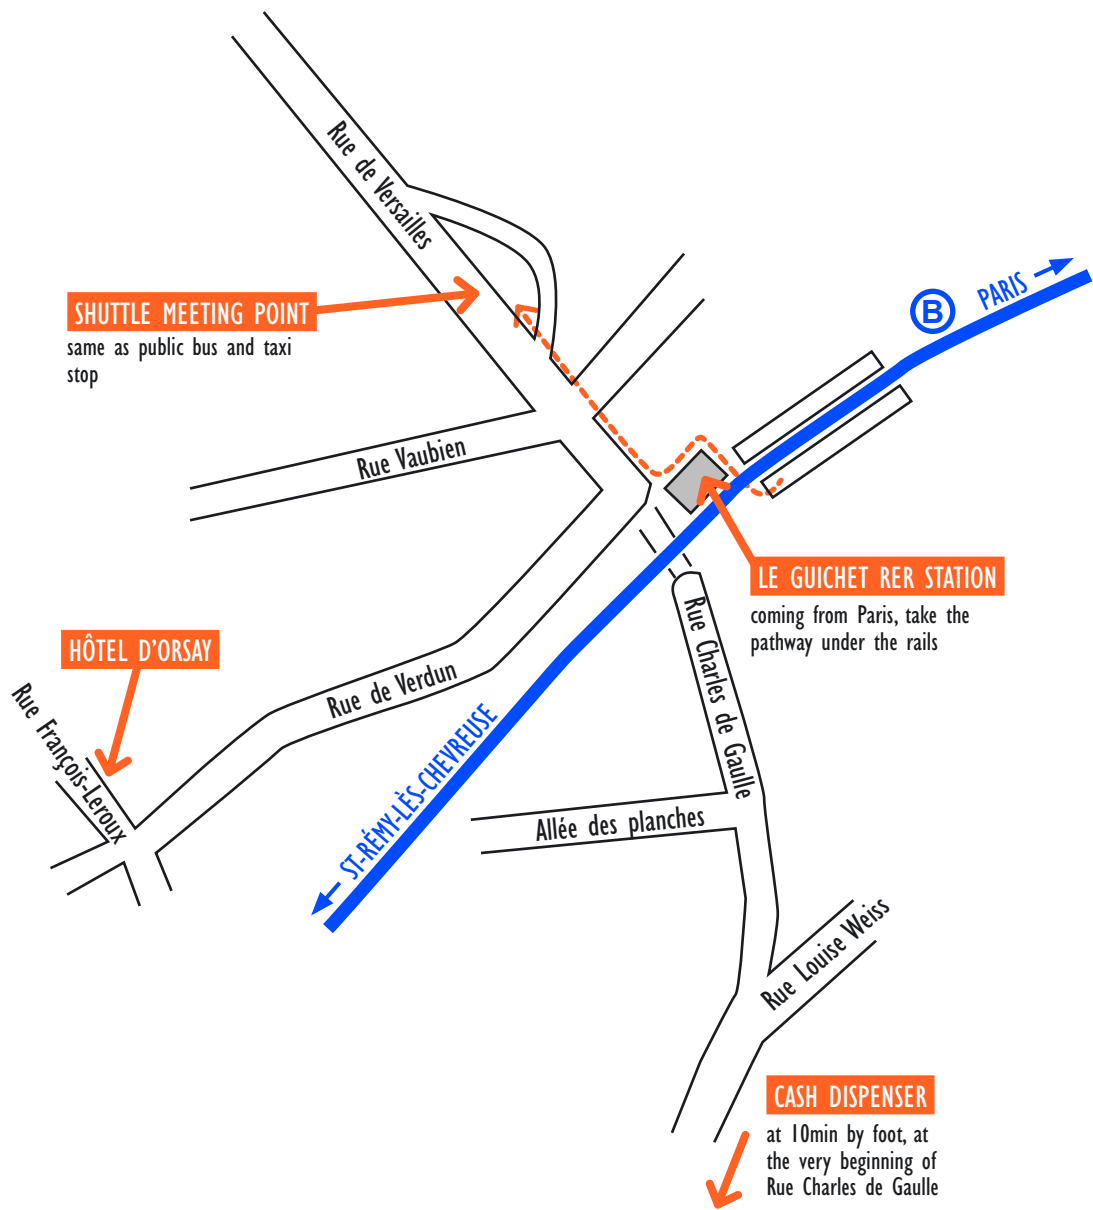 Rue de Versailles
PARIS
B
SHUTTLE MEETING POINT
same as public bus and taxi
stop
Rue Vaubien
LE GUICHET RER STATION
coming from Paris, take the
pathway under the rails
HÔTEL D'ORSAY
Rue François-Leroux
Rue de Verdun
Rue Charles de Gaulle
ST-RÉMY-LÈS-CHEVREUSE
Allée des planches
Rue Louise Weiss
CASH DISPENSER
at 10min by foot, at
the very beginning of
Rue Charles de Gaulle